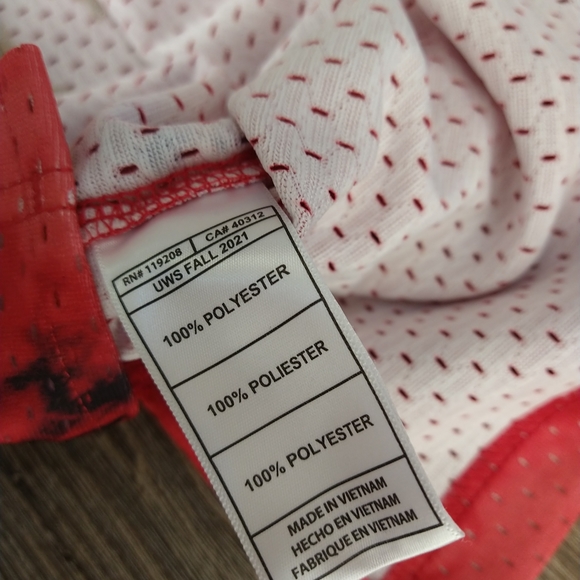 RN# 119208 CA# 40312
UWS FALL 2021
100% POLYESTER
100% POLIESTER
100% POLYESTER
MADE IN VIETNAM
HECHO EN VIETNAM
FABRIQUE EN VIETNAM